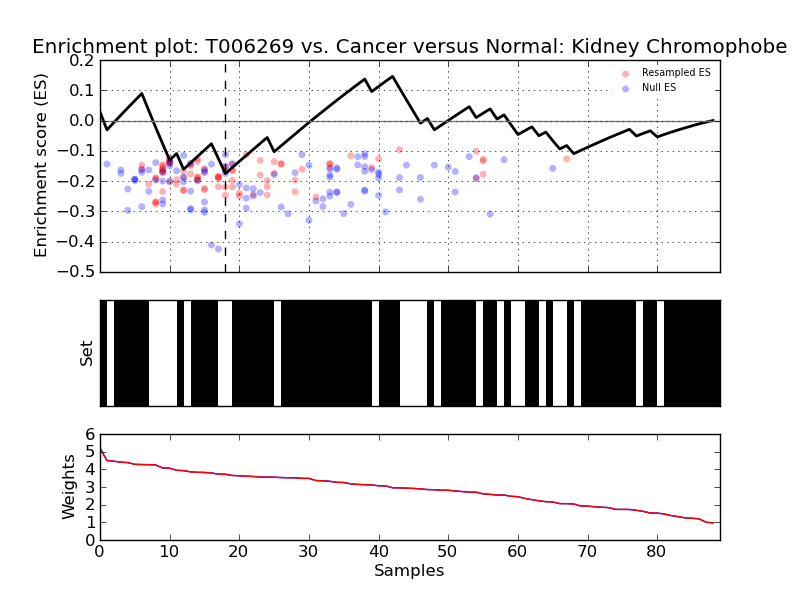 Enrichment plot: T006269 vs. Cancer versus Normal: Kidney Chromophobe
0.2
0.1
0.0
−0.1
−0.2
−0.3
−0.4
−0.5
Enrichment score (ES)
Resampled ES
Null ES
Set
6
5
4
3
2
1
0
Weights
0 10 20 30 40 50 60 70 80
Samples